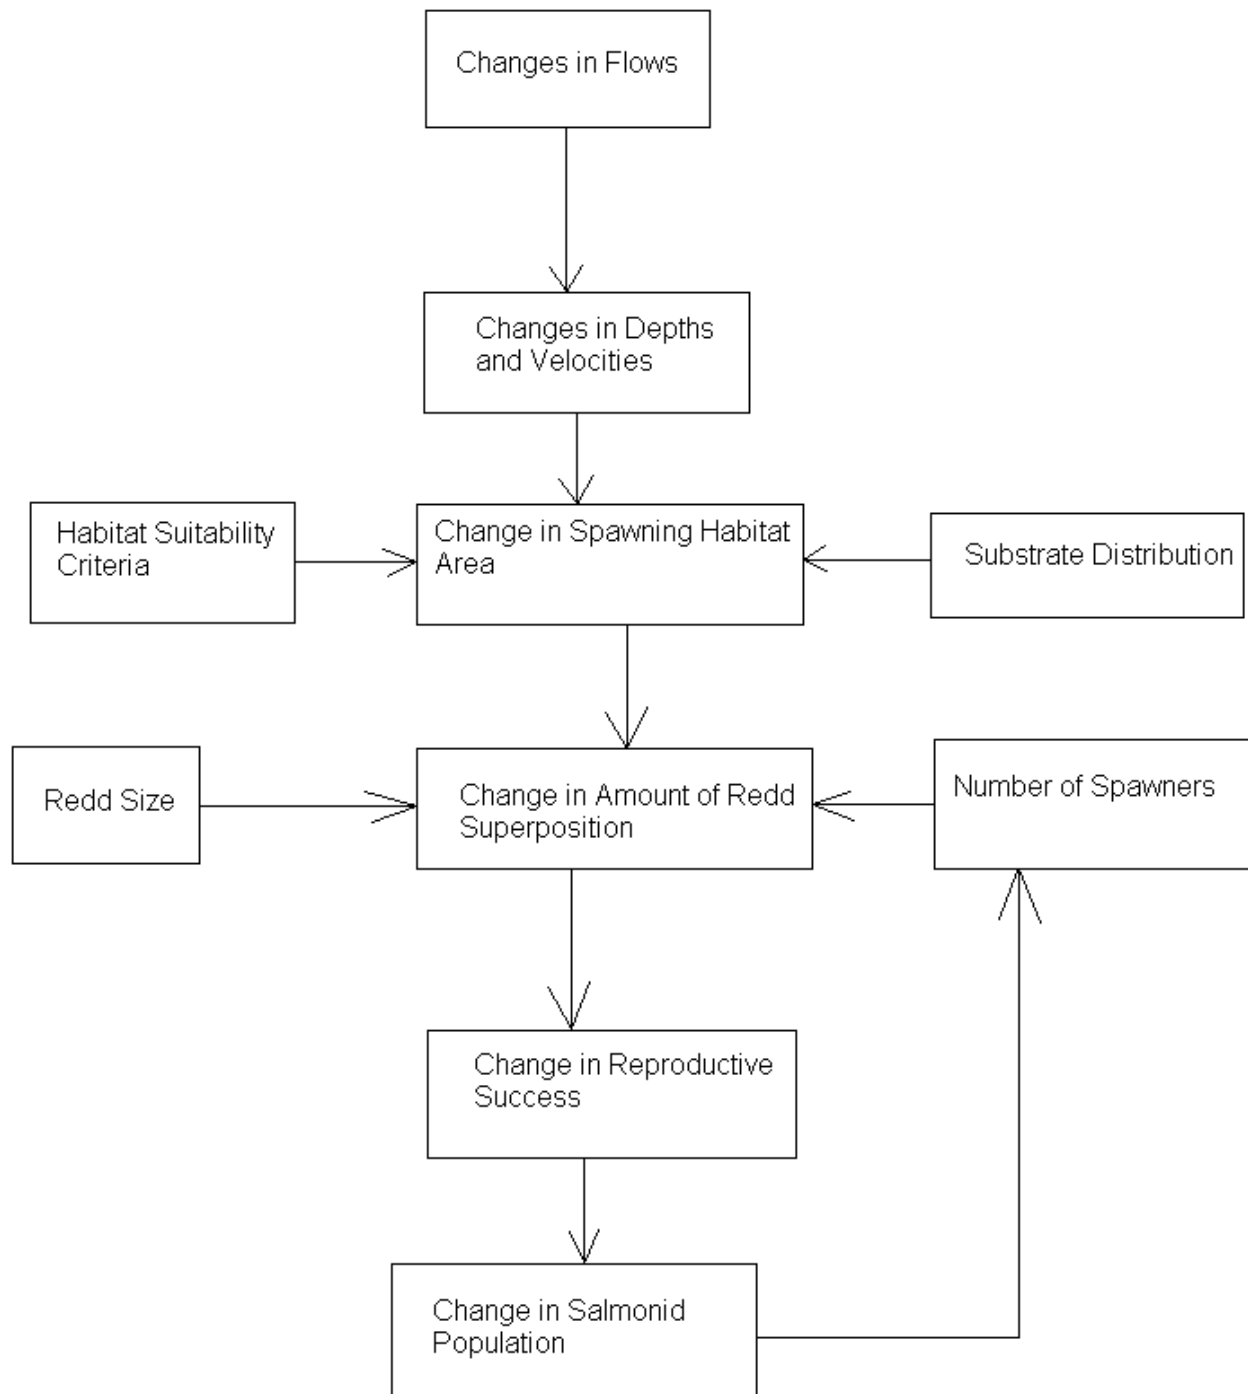 Changes in Flows
Changes in Depths
and Velocities
Habitat Suitability
Criteria
Change in Spawning Habitat
Area
Substrate Distribution
Redd Size
Change in Amount of Redd
Superposition
Number of Spawners
Change in Reproductive
Success
Change in Salmonid
Population